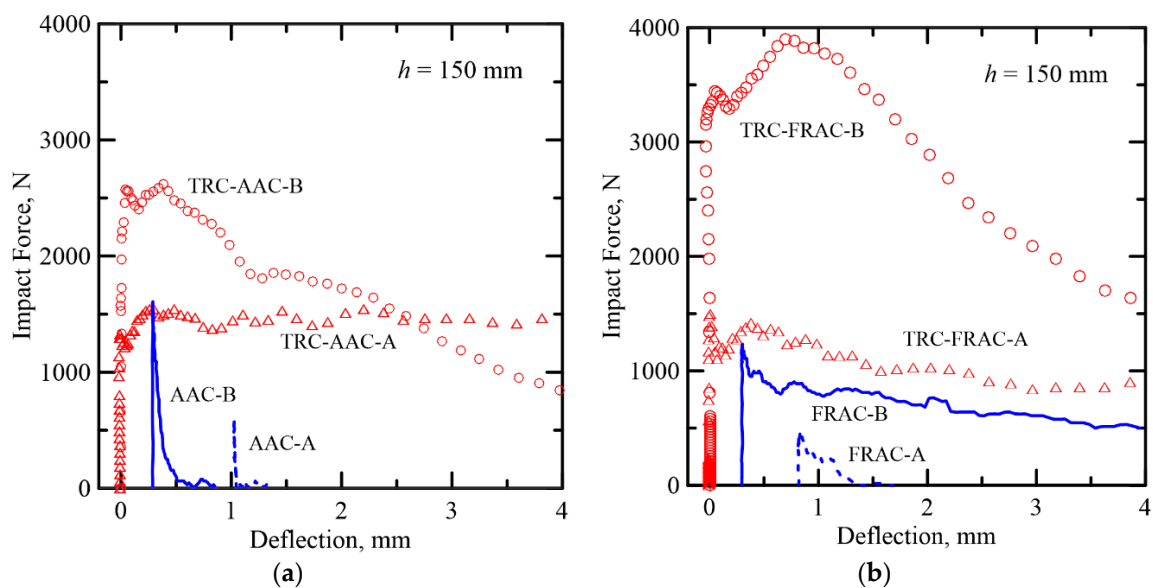 4000
3000
2000
1000
0
Impact Force, N
h = 150 mm
TRC-AAC-B
TRC-AAC-A
AAC-B
AAC-A
0 1 2 3 4
Deflection, mm
(a)
4000
3000
2000
1000
0
Impact Force, N
h = 150 mm
TRC-FRAC-B
TRC-FRAC-A
FRAC-B
FRAC-A
0 1 2 3 4
Deflection, mm
(b)